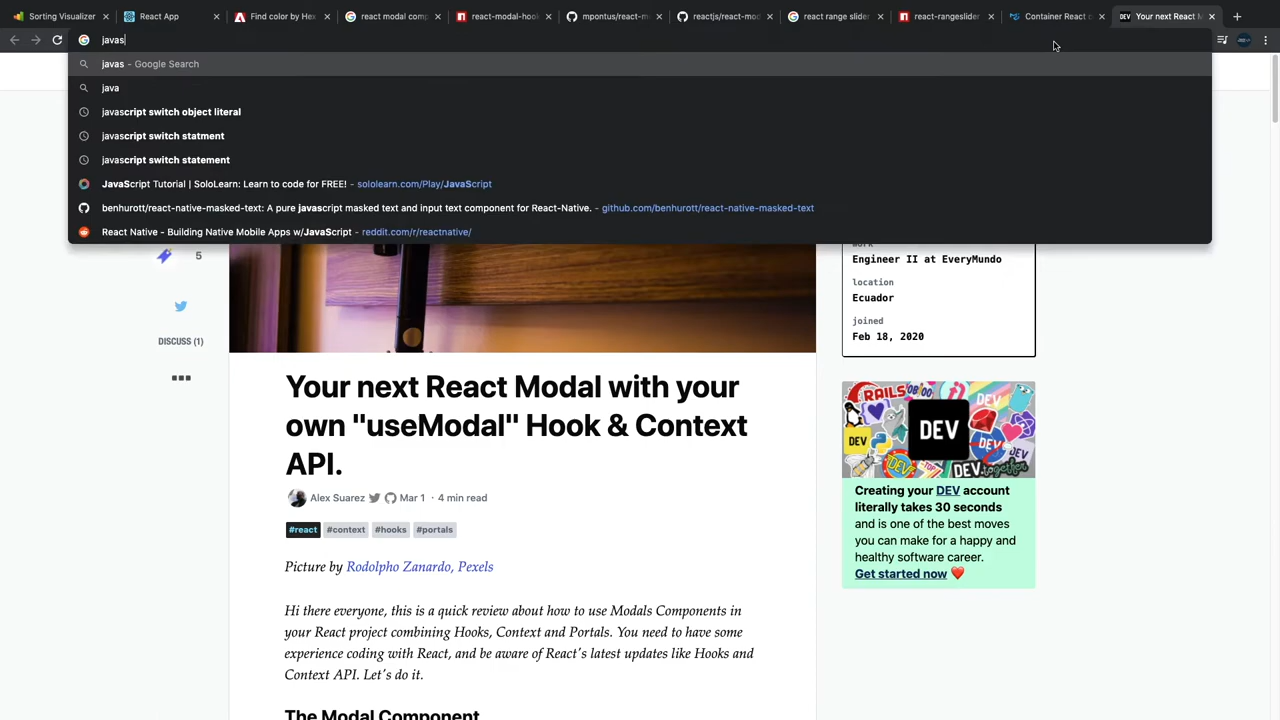 Sorting Visualizer
React App
Find color by Hex
react modal comp
react-modal-hook
mpontus/react-m
reactjs/react-mod
react range slider
react-rangeslider
Container React c
DEV Your next React M
javas
javas - Google Search
java
javascript switch object literal
javascript switch statment
javascript switch statement
JavaScript Tutorial | SoloLearn: Learn to code for FREE! - sololearn.com/Play/JavaScript
benhurott/react-native-masked-text: A pure javascript masked text and input text component for React-Native. - github.com/benhurott/react-native-masked-text
React Native - Building Native Mobile Apps w/JavaScript - reddit.com/r/reactnative/
5
DISCUSS (1)
work
Engineer II at EveryMundo
location
Ecuador
joined
Feb 18, 2020
Your next React Modal with your
own "useModal" Hook & Context
API.
Alex Suarez Mar 1 · 4 min read
#react #context #hooks #portals
Picture by Rodolpho Zanardo, Pexels
Hi there everyone, this is a quick review about how to use Modals Components in
your React project combining Hooks, Context and Portals. You need to have some
experience coding with React, and be aware of React's latest updates like Hooks and
Context API. Let's do it.
The Modal Component
RAILS
DEV
DEV
DEV
DEV.together
Creating your DEV account
literally takes 30 seconds
and is one of the best moves
you can make for a happy and
healthy software career.
Get started now ❤️